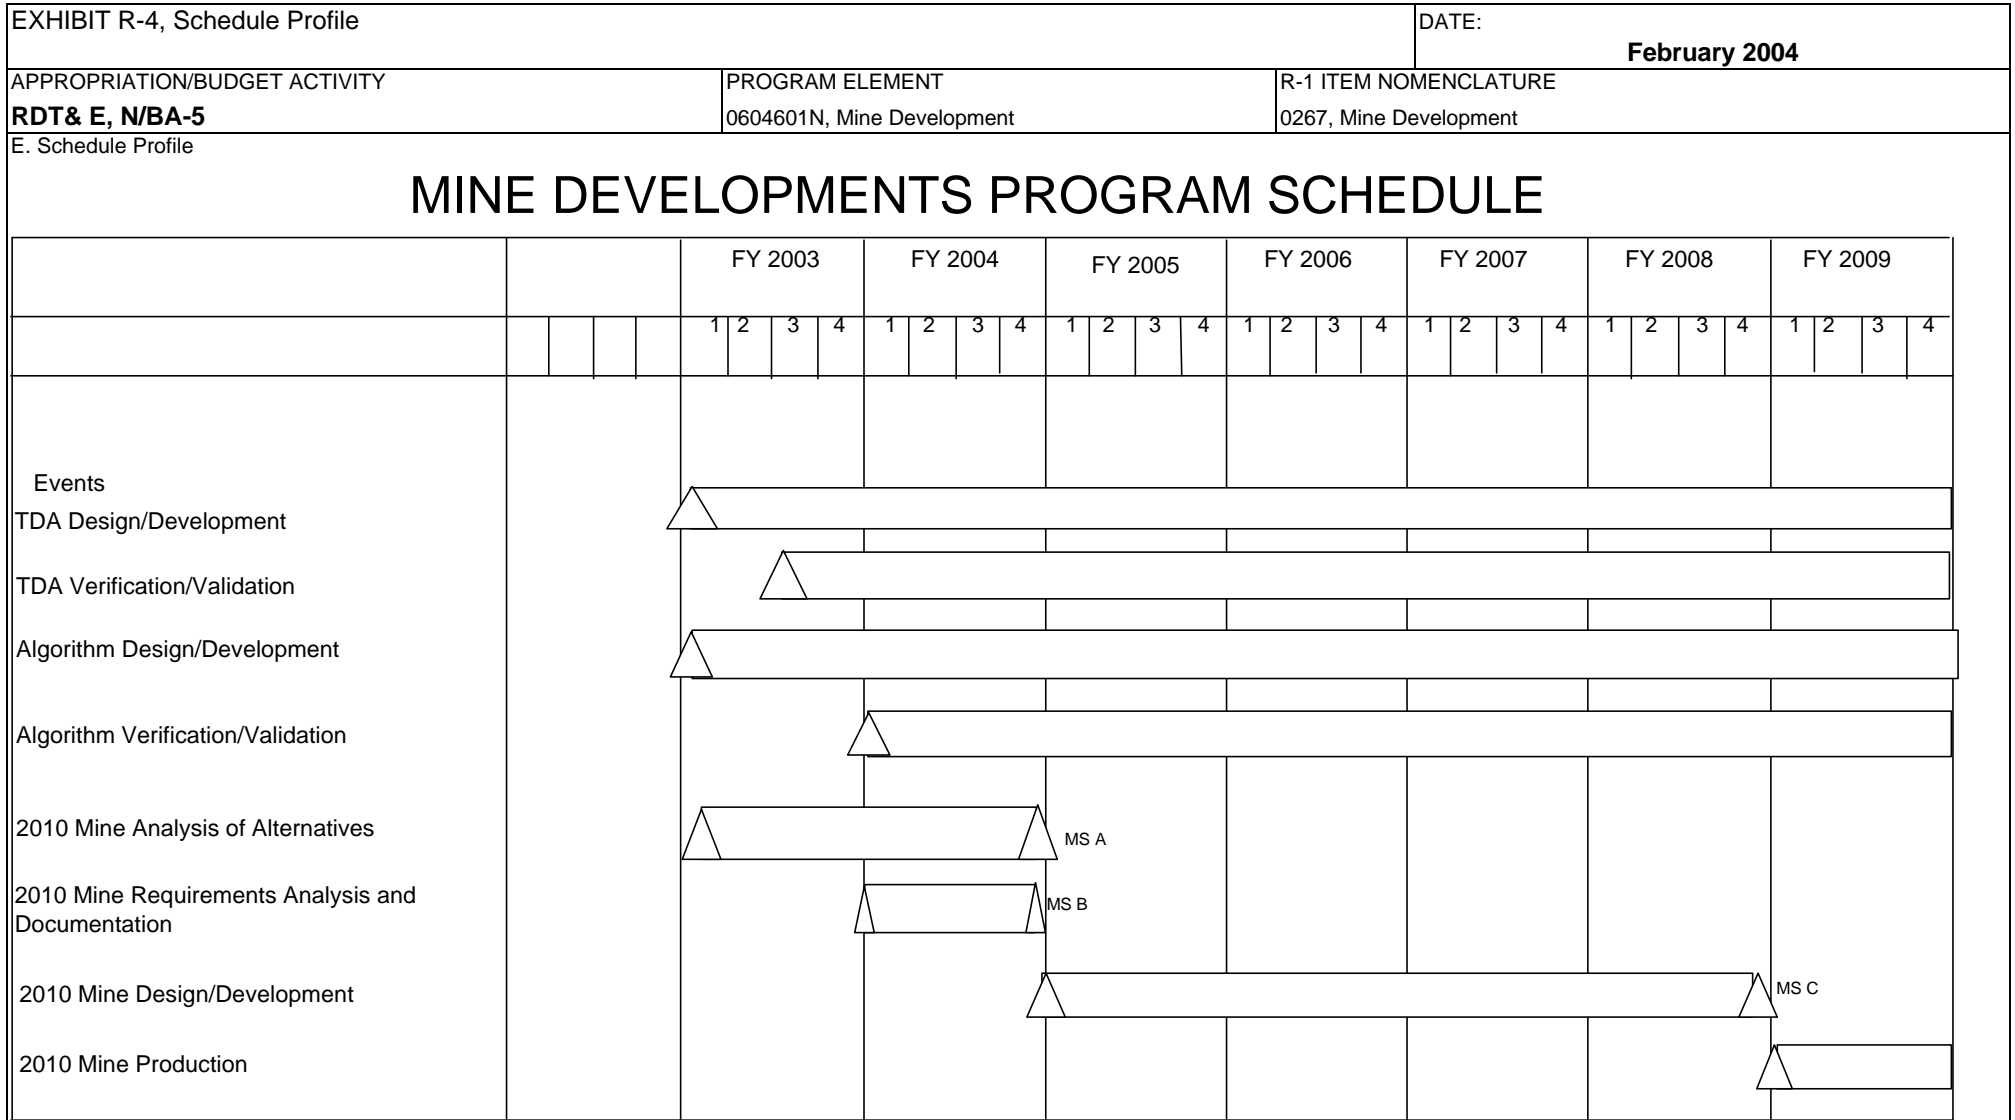 EXHIBIT R-4, Schedule Profile
DATE:
February 2004
APPROPRIATION/BUDGET ACTIVITY
PROGRAM ELEMENT
R-1 ITEM NOMENCLATURE
RDT& E, N/BA-5
0604601N, Mine Development
0267, Mine Development
E. Schedule Profile
MINE DEVELOPMENTS PROGRAM SCHEDULE
FY 2003 FY 2004 FY 2005 FY 2006 FY 2007 FY 2008 FY 2009
1 2 3 4 1 2 3 4 1 2 3 4 1 2 3 4 1 2 3 4 1 2 3 4 1 2 3 4
Events
TDA Design/Development
TDA Verification/Validation
Algorithm Design/Development
Algorithm Verification/Validation
2010 Mine Analysis of Alternatives
MS A
2010 Mine Requirements Analysis and
Documentation
MS B
2010 Mine Design/Development
MS C
2010 Mine Production